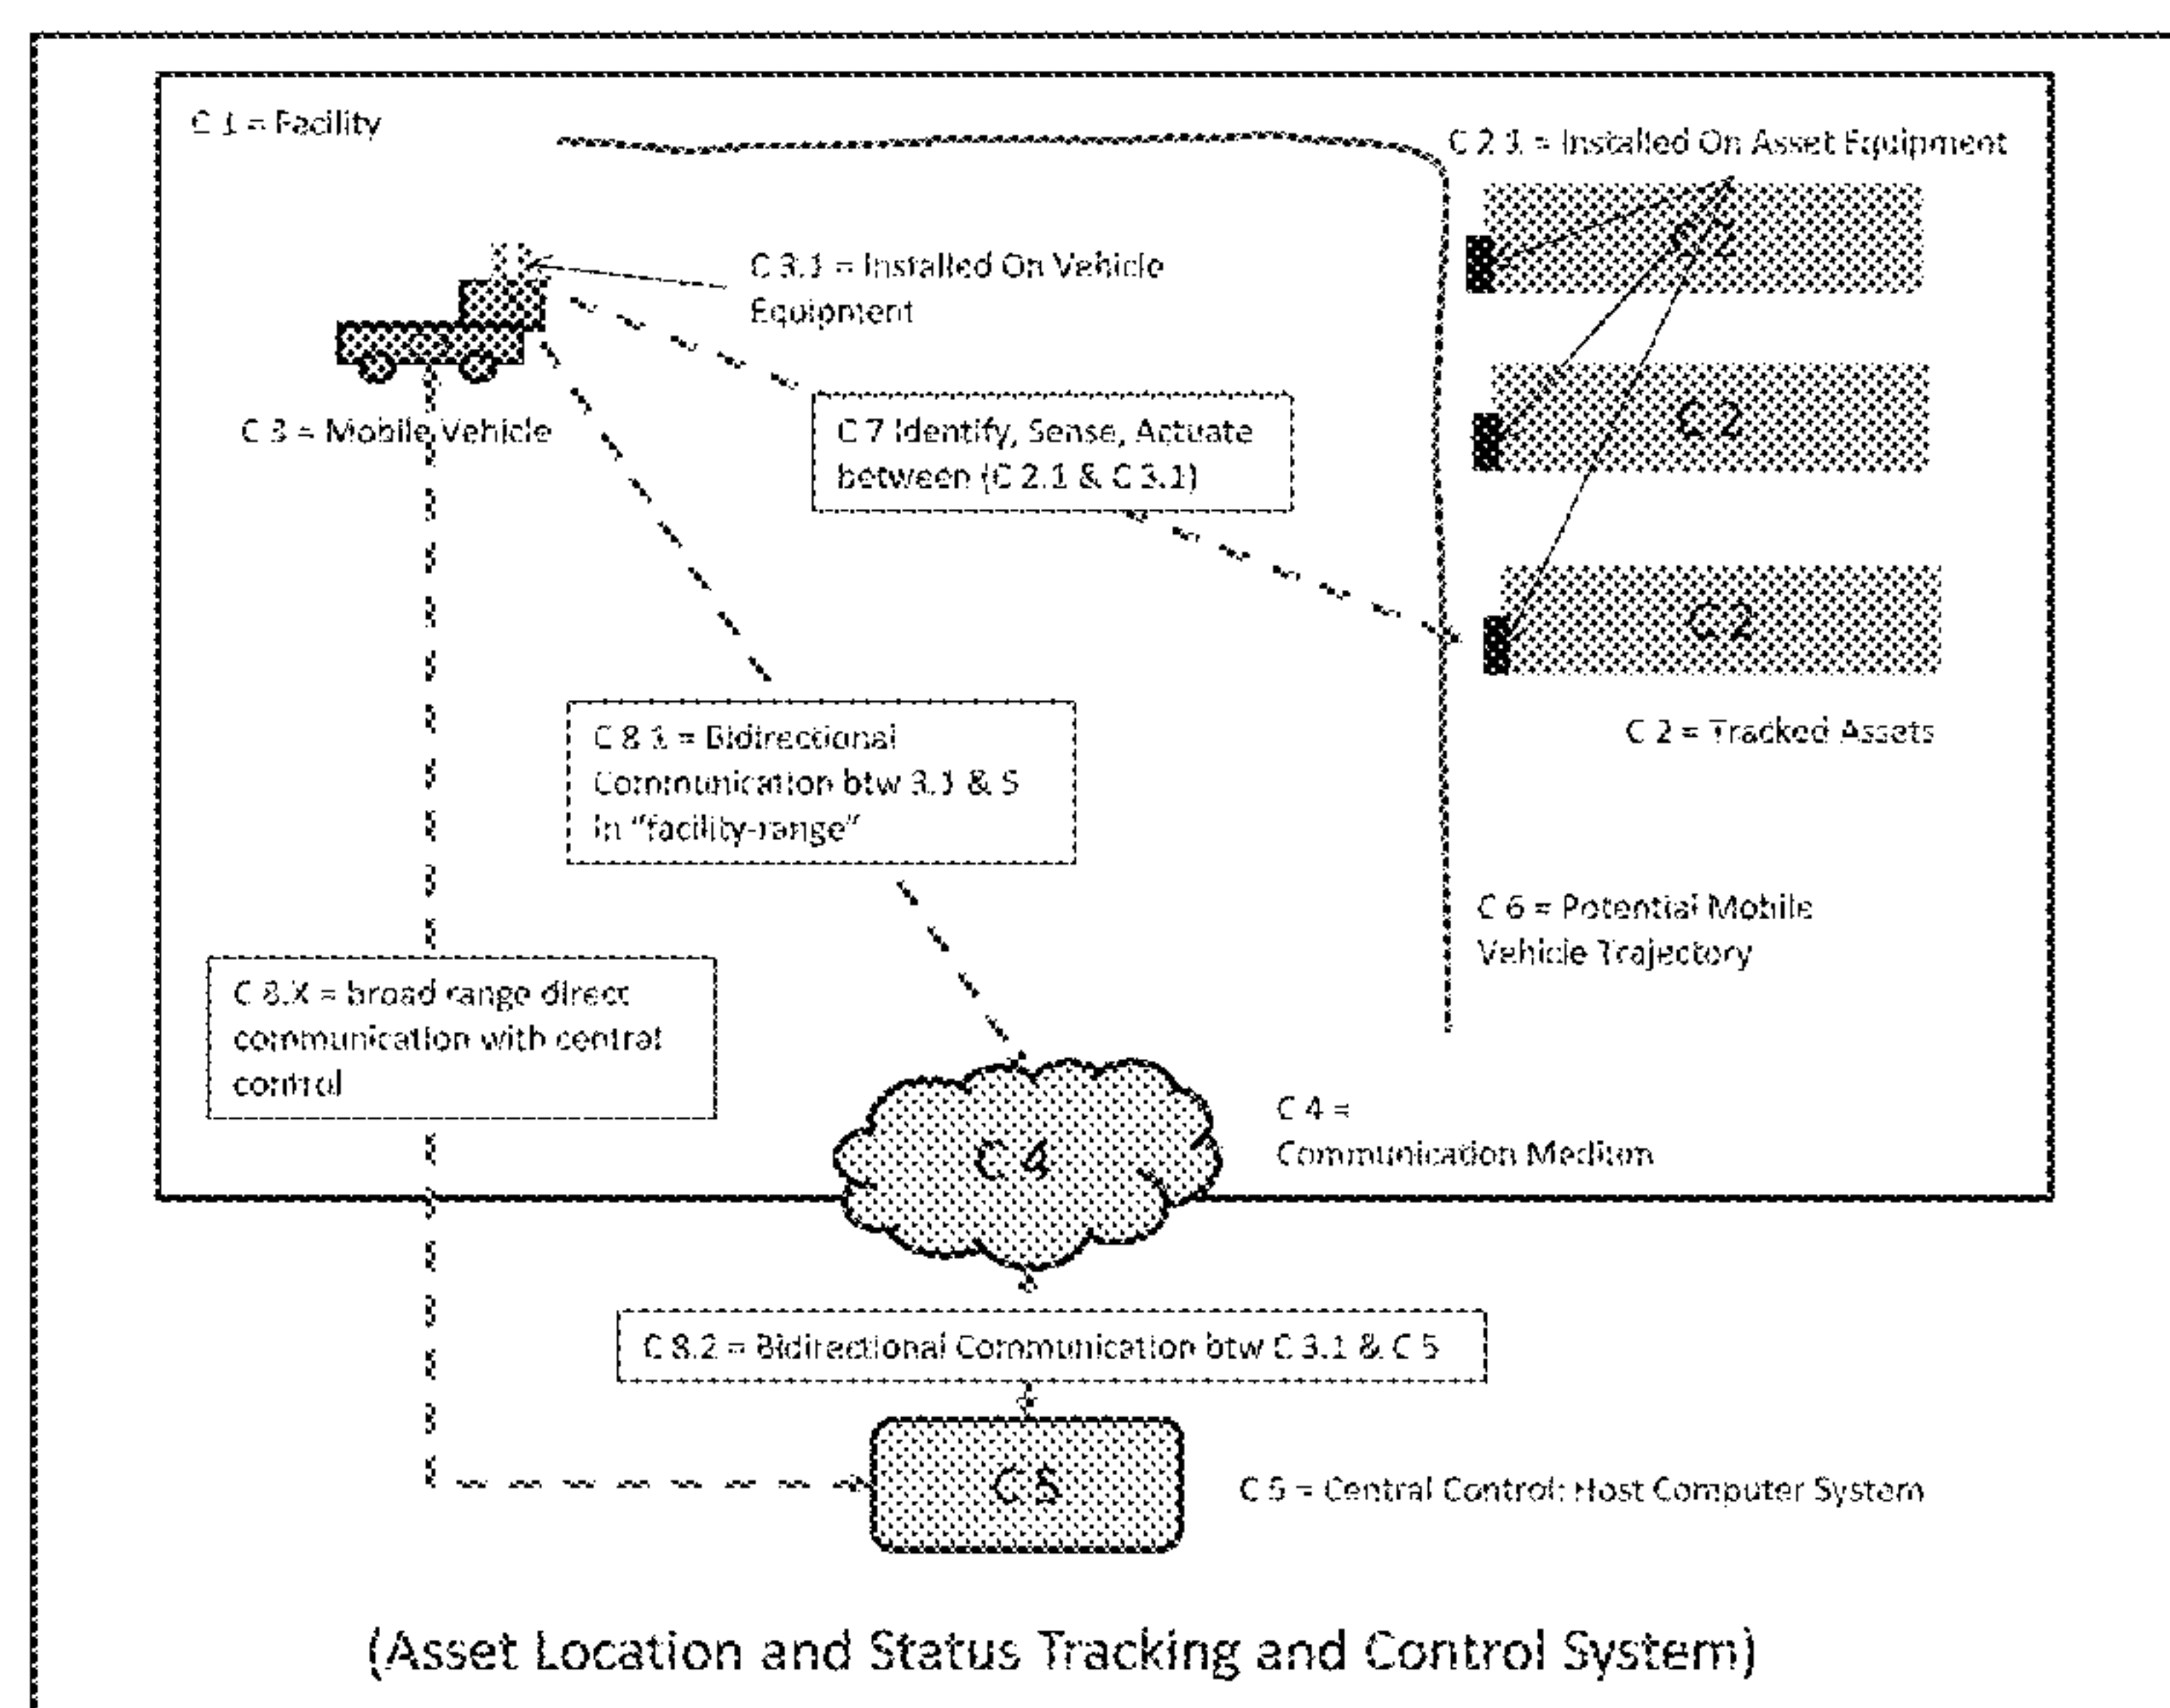 C 1 = Facility
C 2.1 = Installed On Asset Equipment
C 2
C 3.1 = Installed On Vehicle
Equipment
C 3 = Mobile Vehicle
C 7 Identify, Sense, Actuate
between (C 2.1 & C 3.1)
C 2
C 2
C 2 = Tracked Assets
C 8.1 = Bidirectional
Communication btw 3.1 & 5
in "facility-range"
C 6 = Potential Mobile
Vehicle Trajectory
C 8.X = broad range direct
communication with central
control
C 4
C 4 =
Communication Medium
C 8.2 = Bidirectional Communication btw C 3.1 & C 5
C 5
C 5 = Central Control: Host Computer System
(Asset Location and Status Tracking and Control System)